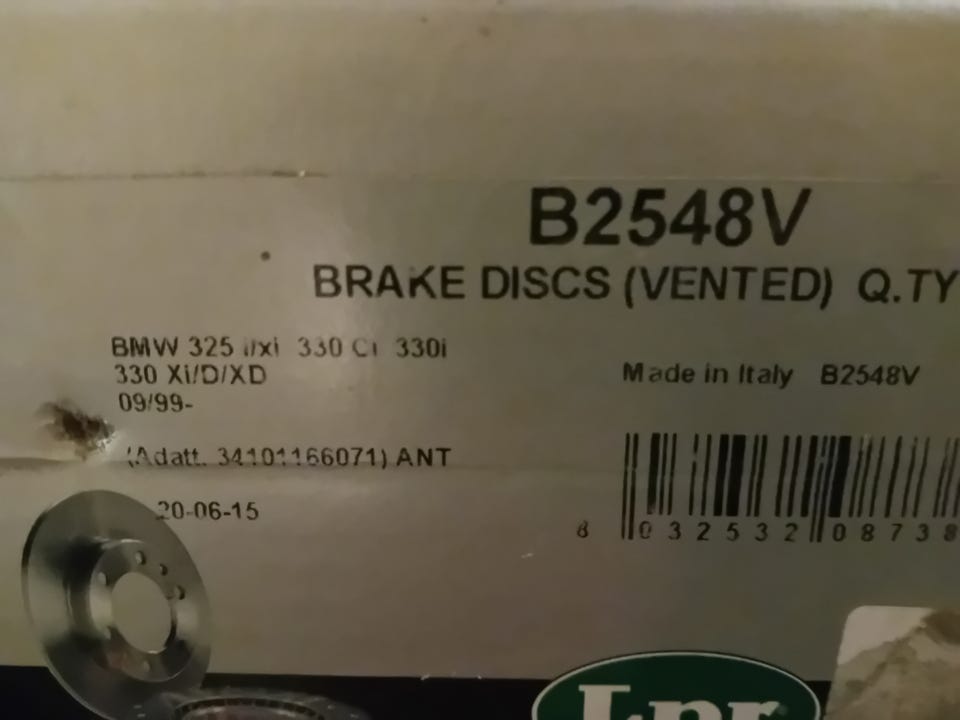 B2548V
BRAKE DISCS (VENTED) Q.TY
BMW 325 i/xi 330 Ci 330i
330 Xi/D/XD
09/99-
Made in Italy B2548V
(Adatt. 34101166071) ANT
20-06-15
8 032532 08738
Lpr